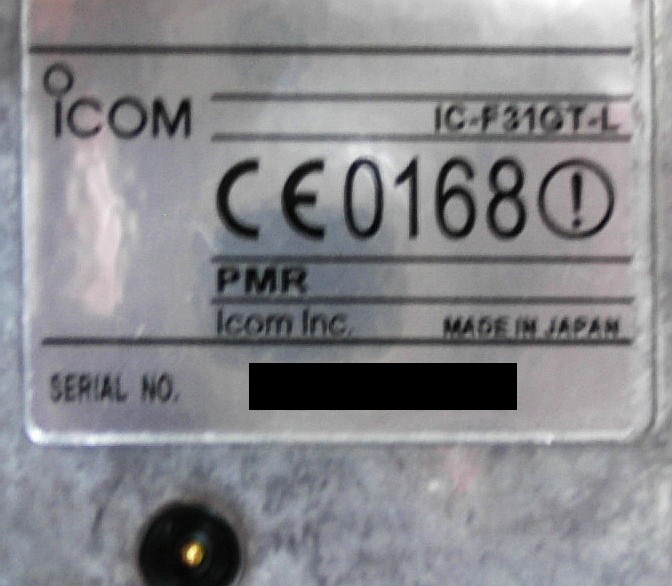 iCOM
IC-F31GT-L
CE0168
PMR
Icom Inc. MADE IN JAPAN
SERIAL NO.